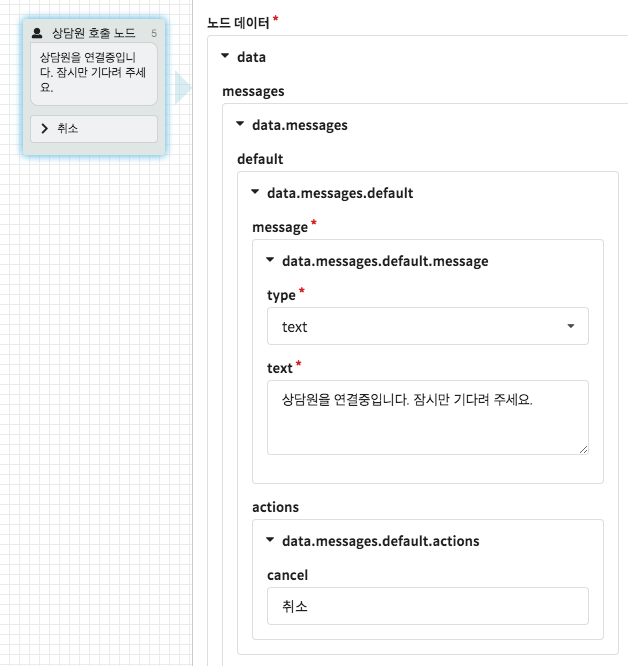 상담원 호출 노드 5
상담원을 연결중입니
다. 잠시만 기다려 주세
요.
취소
노드 데이터 *
data
messages
data.messages
default
data.messages.default
message *
data.messages.default.message
type *
text
text *
상담원을 연결중입니다. 잠시만 기다려 주세요.
actions
data.messages.default.actions
cancel
취소